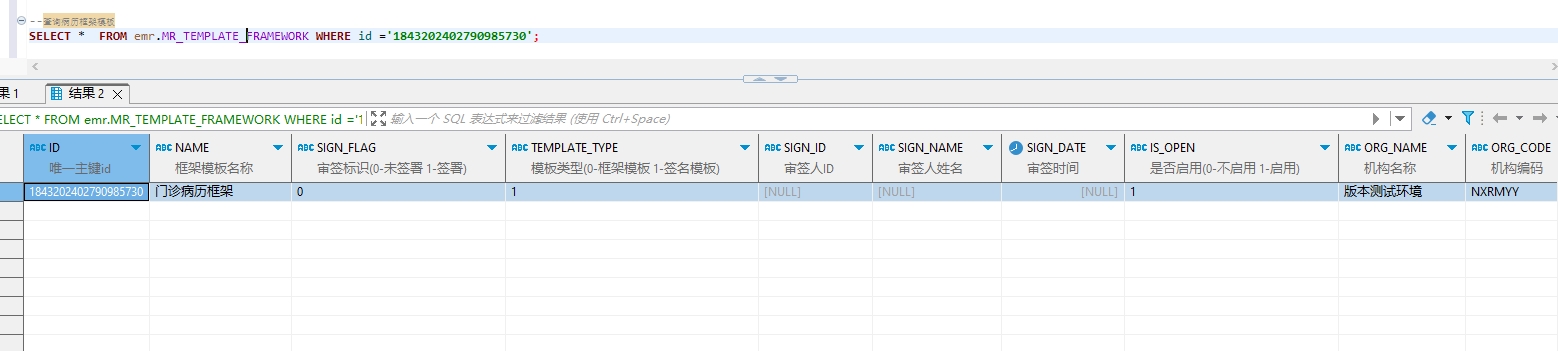 --查询病历框架模板
SELECT * FROM emr.MR_TEMPLATE_FRAMEWORK WHERE id ='1843202402790985730';
果 1 结果 2
ELECT * FROM emr.MR_TEMPLATE_FRAMEWORK WHERE id ='1 输入一个 SQL 表达式来过滤结果 (使用 Ctrl+Space)
ABC ID ABC NAME ABC SIGN_FLAG ABC TEMPLATE_TYPE ABC SIGN_ID ABC SIGN_NAME SIGN_DATE ABC IS_OPEN ABC ORG_NAME ABC ORG_CODE
唯一主键id 框架模板名称 审签标识(0-未签署 1-签署) 模板类型(0-框架模板 1-签名模板) 审签人ID 审签人姓名 审签时间 是否启用(0-不启用 1-启用) 机构名称 机构编码
1843202402790985730 门诊病历框架 0 1 [NULL] [NULL] [NULL] 1 版本测试环境 NXRMYY